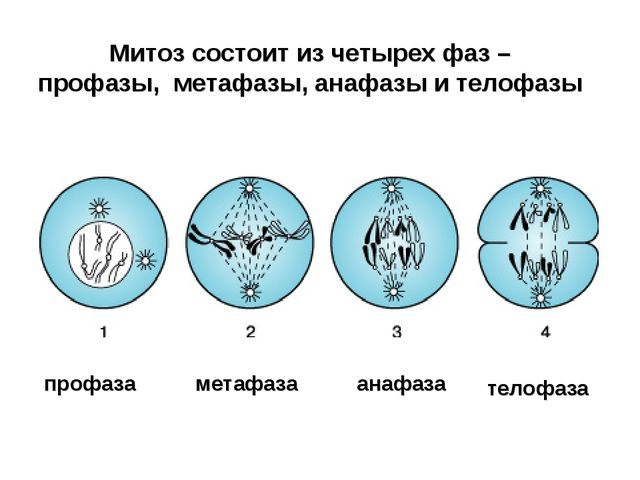 Митоз состоит из четырех фаз –
профазы, метафазы, анафазы и телофазы
1 2 3 4
профаза метафаза анафаза телофаза